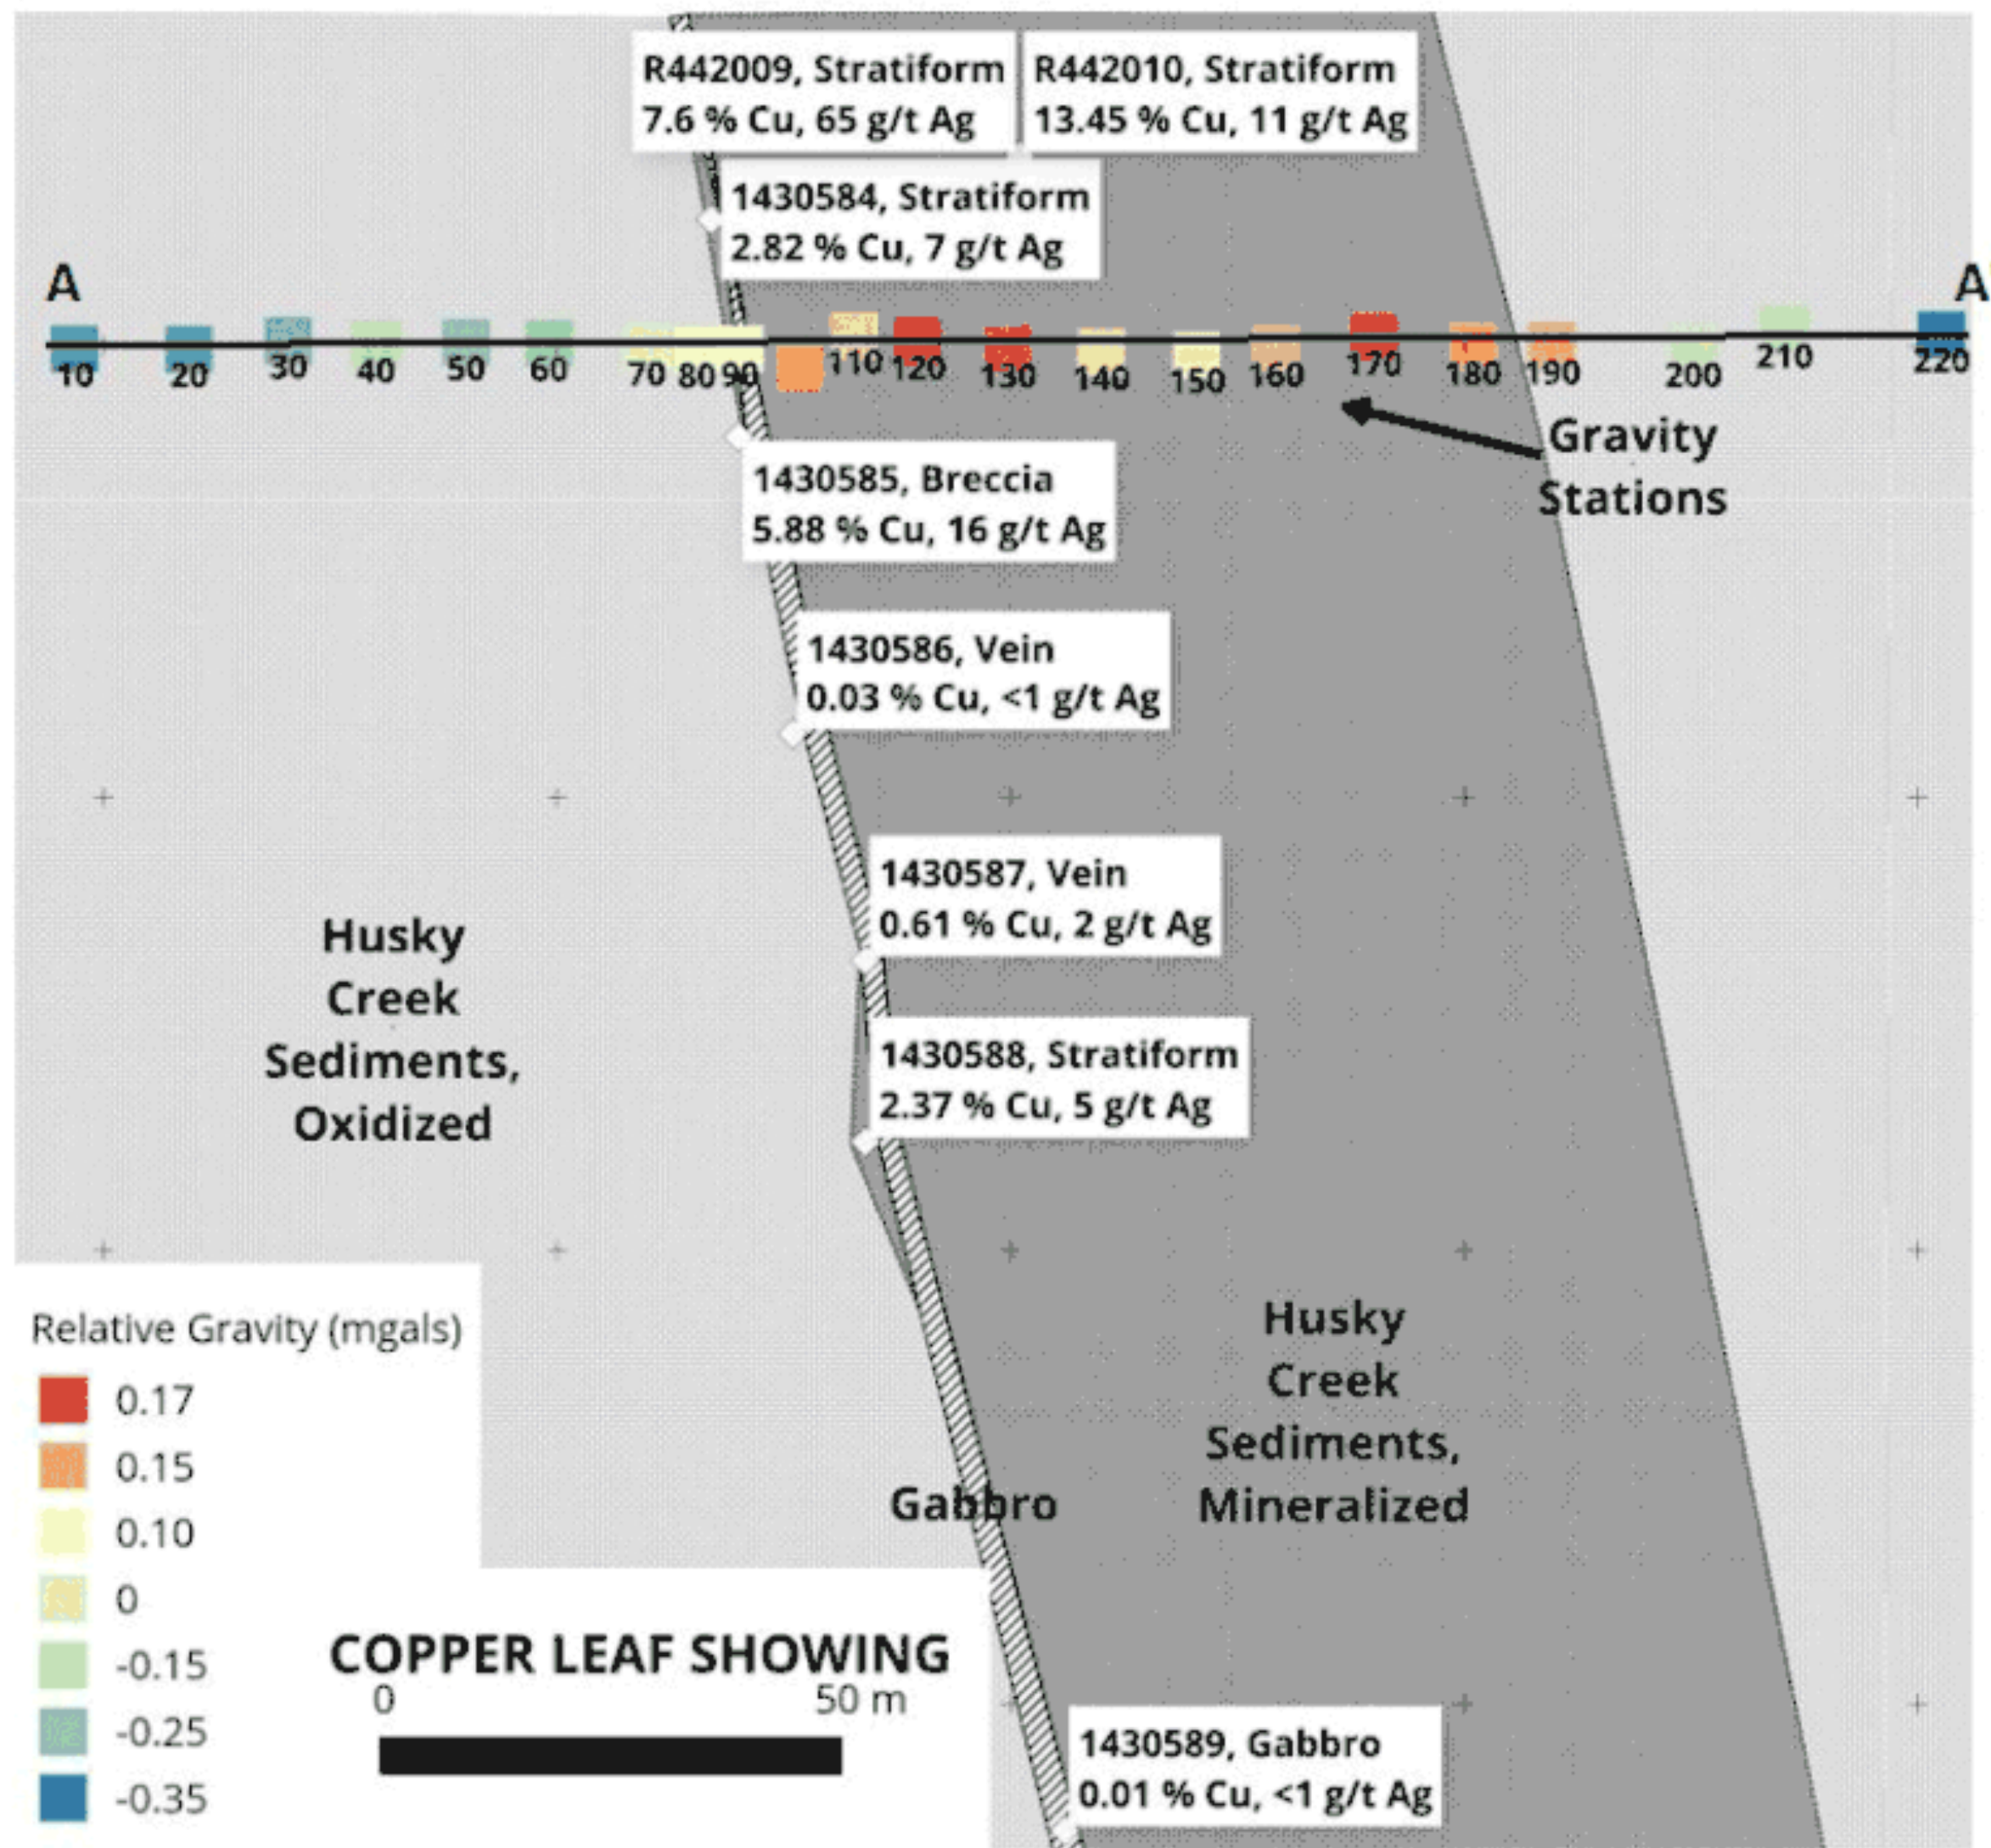 R442009, Stratiform
7.6 % Cu, 65 g/t Ag
R442010, Stratiform
13.45 % Cu, 11 g/t Ag
1430584, Stratiform
2.82 % Cu, 7 g/t Ag
A
A'
10 20 30 40 50 60 70 80 90 110 120 130 140 150 160 170 180 190 200 210 220
Gravity
Stations
1430585, Breccia
5.88 % Cu, 16 g/t Ag
1430586, Vein
0.03 % Cu, <1 g/t Ag
1430587, Vein
0.61 % Cu, 2 g/t Ag
Husky
Creek
Sediments,
Oxidized
1430588, Stratiform
2.37 % Cu, 5 g/t Ag
Husky
Creek
Sediments,
Mineralized
Gabbro
Relative Gravity (mgals)
0.17
0.15
0.10
0
-0.15
-0.25
-0.35
COPPER LEAF SHOWING
0 50 m
1430589, Gabbro
0.01 % Cu, <1 g/t Ag